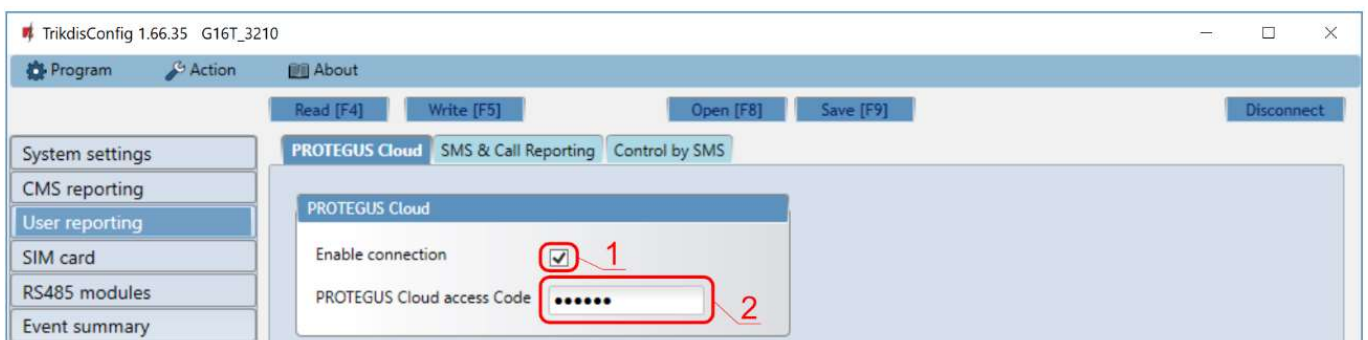 TrikdisConfig 1.66.35 G16T_3210
Program Action About
Read [F4] Write [F5] Open [F8] Save [F9] Disconnect
System settings
CMS reporting
User reporting
SIM card
RS485 modules
Event summary
PROTEGUS Cloud SMS & Call Reporting Control by SMS
PROTEGUS Cloud
Enable connection 1
PROTEGUS Cloud access Code •••••• 2